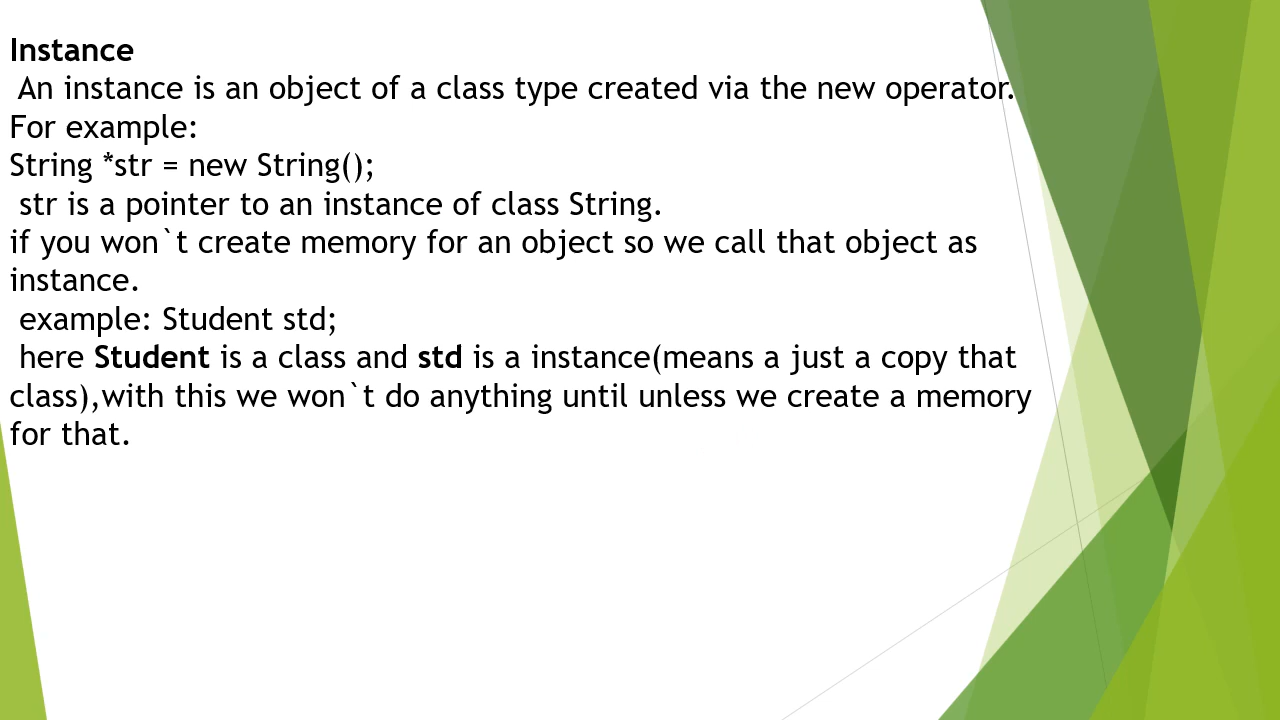 Instance
An instance is an object of a class type created via the new operator.
For example:
String *str = new String();
str is a pointer to an instance of class String.
if you won`t create memory for an object so we call that object as
instance.
example: Student std;
here Student is a class and std is a instance(means a just a copy that
class),with this we won`t do anything until unless we create a memory
for that.